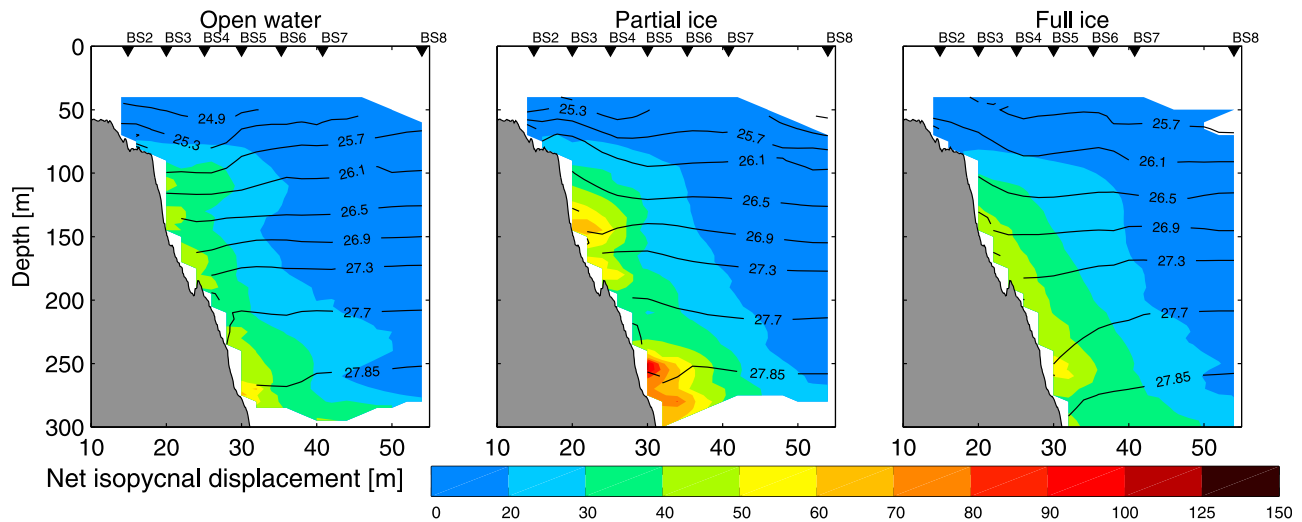 Open water
Partial ice
Full ice
BS2 BS3 BS4 BS5 BS6 BS7 BS8
BS2 BS3 BS4 BS5 BS6 BS7 BS8
BS2 BS3 BS4 BS5 BS6 BS7 BS8
Depth [m]
0
50
100
150
200
250
300
24.9
25.3
25.7
26.1
26.5
26.9
27.3
27.7
27.85
25.3
25.7
26.1
26.5
26.9
27.3
27.7
27.85
25.7
26.1
26.5
26.9
27.3
27.7
27.85
10 20 30 40 50
10 20 30 40 50
10 20 30 40 50
Net isopycnal displacement [m]
0 20 30 40 50 60 70 80 90 100 125 150